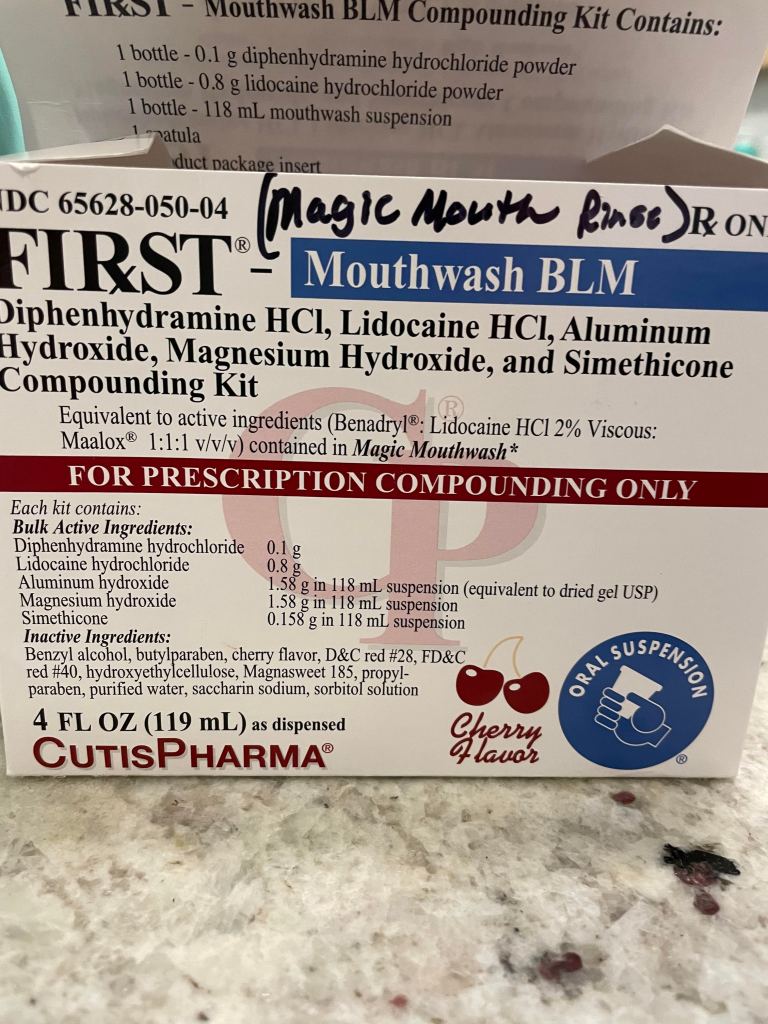 FIRST - Mouthwash BLM Compounding Kit Contains:
1 bottle - 0.1 g diphenhydramine hydrochloride powder
1 bottle - 0.8 g lidocaine hydrochloride powder
1 bottle - 118 mL mouthwash suspension
1 spatula
duct package insert
NDC 65628-050-04
(Magic Mouth Rinse)
Rx ON
FIRST® - Mouthwash BLM
Diphenhydramine HCl, Lidocaine HCl, Aluminum
Hydroxide, Magnesium Hydroxide, and Simethicone
Compounding Kit
Equivalent to active ingredients (Benadryl®: Lidocaine HCl 2% Viscous:
Maalox® 1:1:1 v/v/v) contained in Magic Mouthwash*
FOR PRESCRIPTION COMPOUNDING ONLY
Each kit contains:
Bulk Active Ingredients:
Diphenhydramine hydrochloride 0.1 g
Lidocaine hydrochloride 0.8 g
Aluminum hydroxide 1.58 g in 118 mL suspension (equivalent to dried gel USP)
Magnesium hydroxide 1.58 g in 118 mL suspension
Simethicone 0.158 g in 118 mL suspension
Inactive Ingredients:
Benzyl alcohol, butylparaben, cherry flavor, D&C red #28, FD&C
red #40, hydroxyethylcellulose, Magnasweet 185, propyl-
paraben, purified water, saccharin sodium, sorbitol solution
4 FL OZ (119 mL) as dispensed
CUTISPHARMA®
Cherry
Flavor
ORAL SUSPENSION
®
CP®